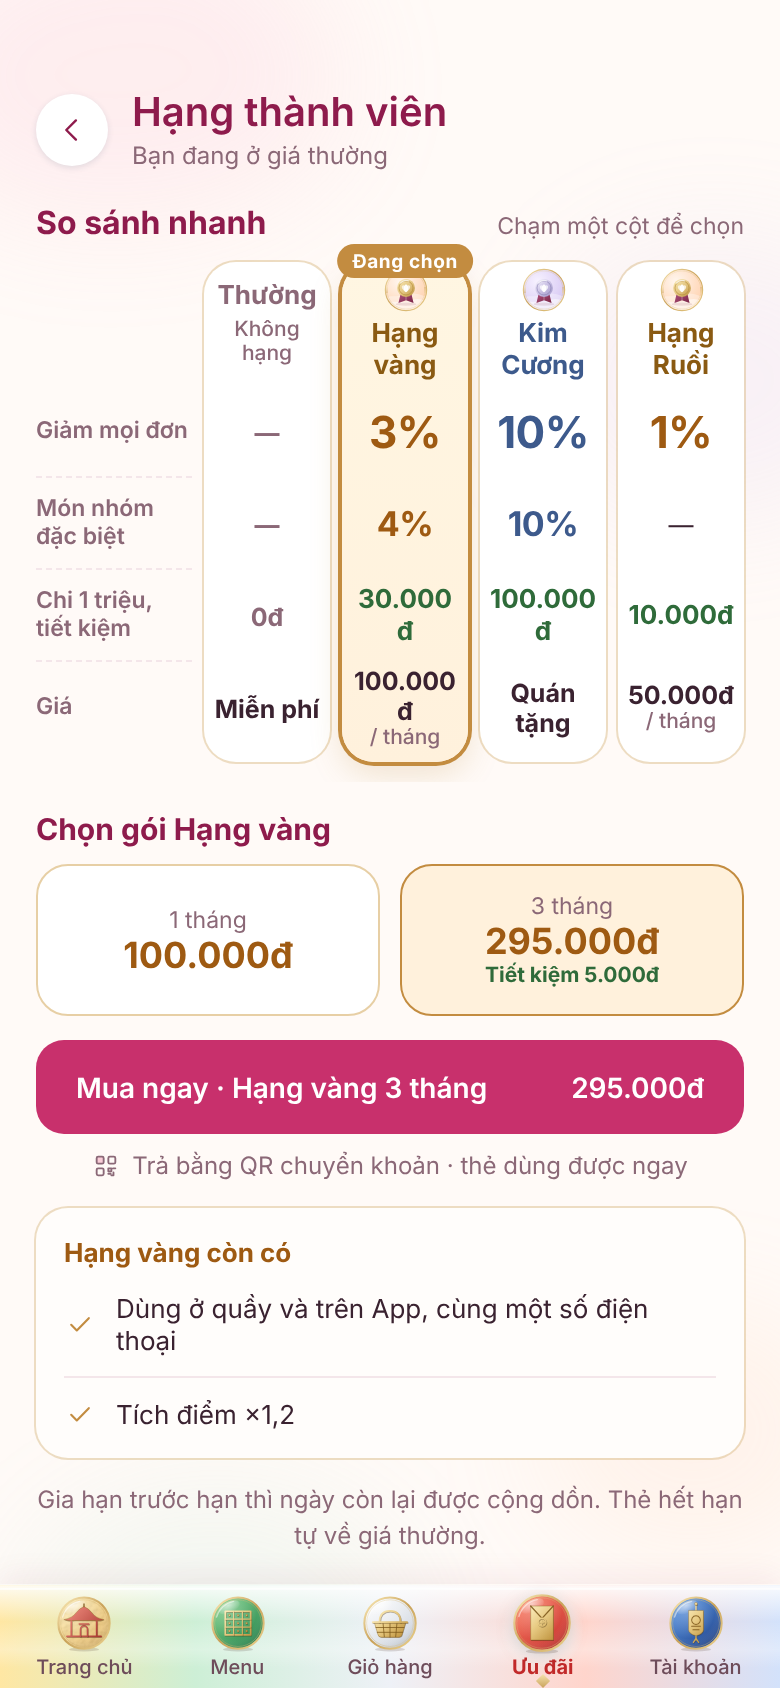 Hạng thành viên
Bạn đang ở giá thường
So sánh nhanh
Chạm một cột để chọn
Đang chọn
Thường
Không
hạng
Hạng
vàng
Kim
Cương
Hạng
Ruồi
Giảm mọi đơn
—
3%
10%
1%
Món nhóm
đặc biệt
—
4%
10%
—
Chi 1 triệu,
tiết kiệm
0đ
30.000
đ
100.000
đ
10.000đ
Giá
Miễn phí
100.000
đ
/ tháng
Quán
tặng
50.000đ
/ tháng
Chọn gói Hạng vàng
1 tháng
100.000đ
3 tháng
295.000đ
Tiết kiệm 5.000đ
Mua ngay · Hạng vàng 3 tháng
295.000đ
Trả bằng QR chuyển khoản · thẻ dùng được ngay
Hạng vàng còn có
Dùng ở quầy và trên App, cùng một số điện
thoại
Tích điểm ×1,2
Gia hạn trước hạn thì ngày còn lại được cộng dồn. Thẻ hết hạn
tự về giá thường.
Trang chủ
Menu
Giỏ hàng
Ưu đãi
Tài khoản